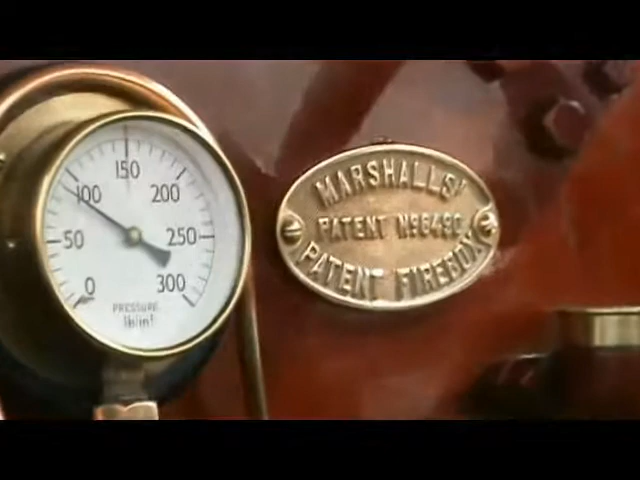 150
100
200
50
250
0
300
PRESSURE
lb/in²
MARSHALLS'
PATENT Nº6490.
PATENT FIREBOX